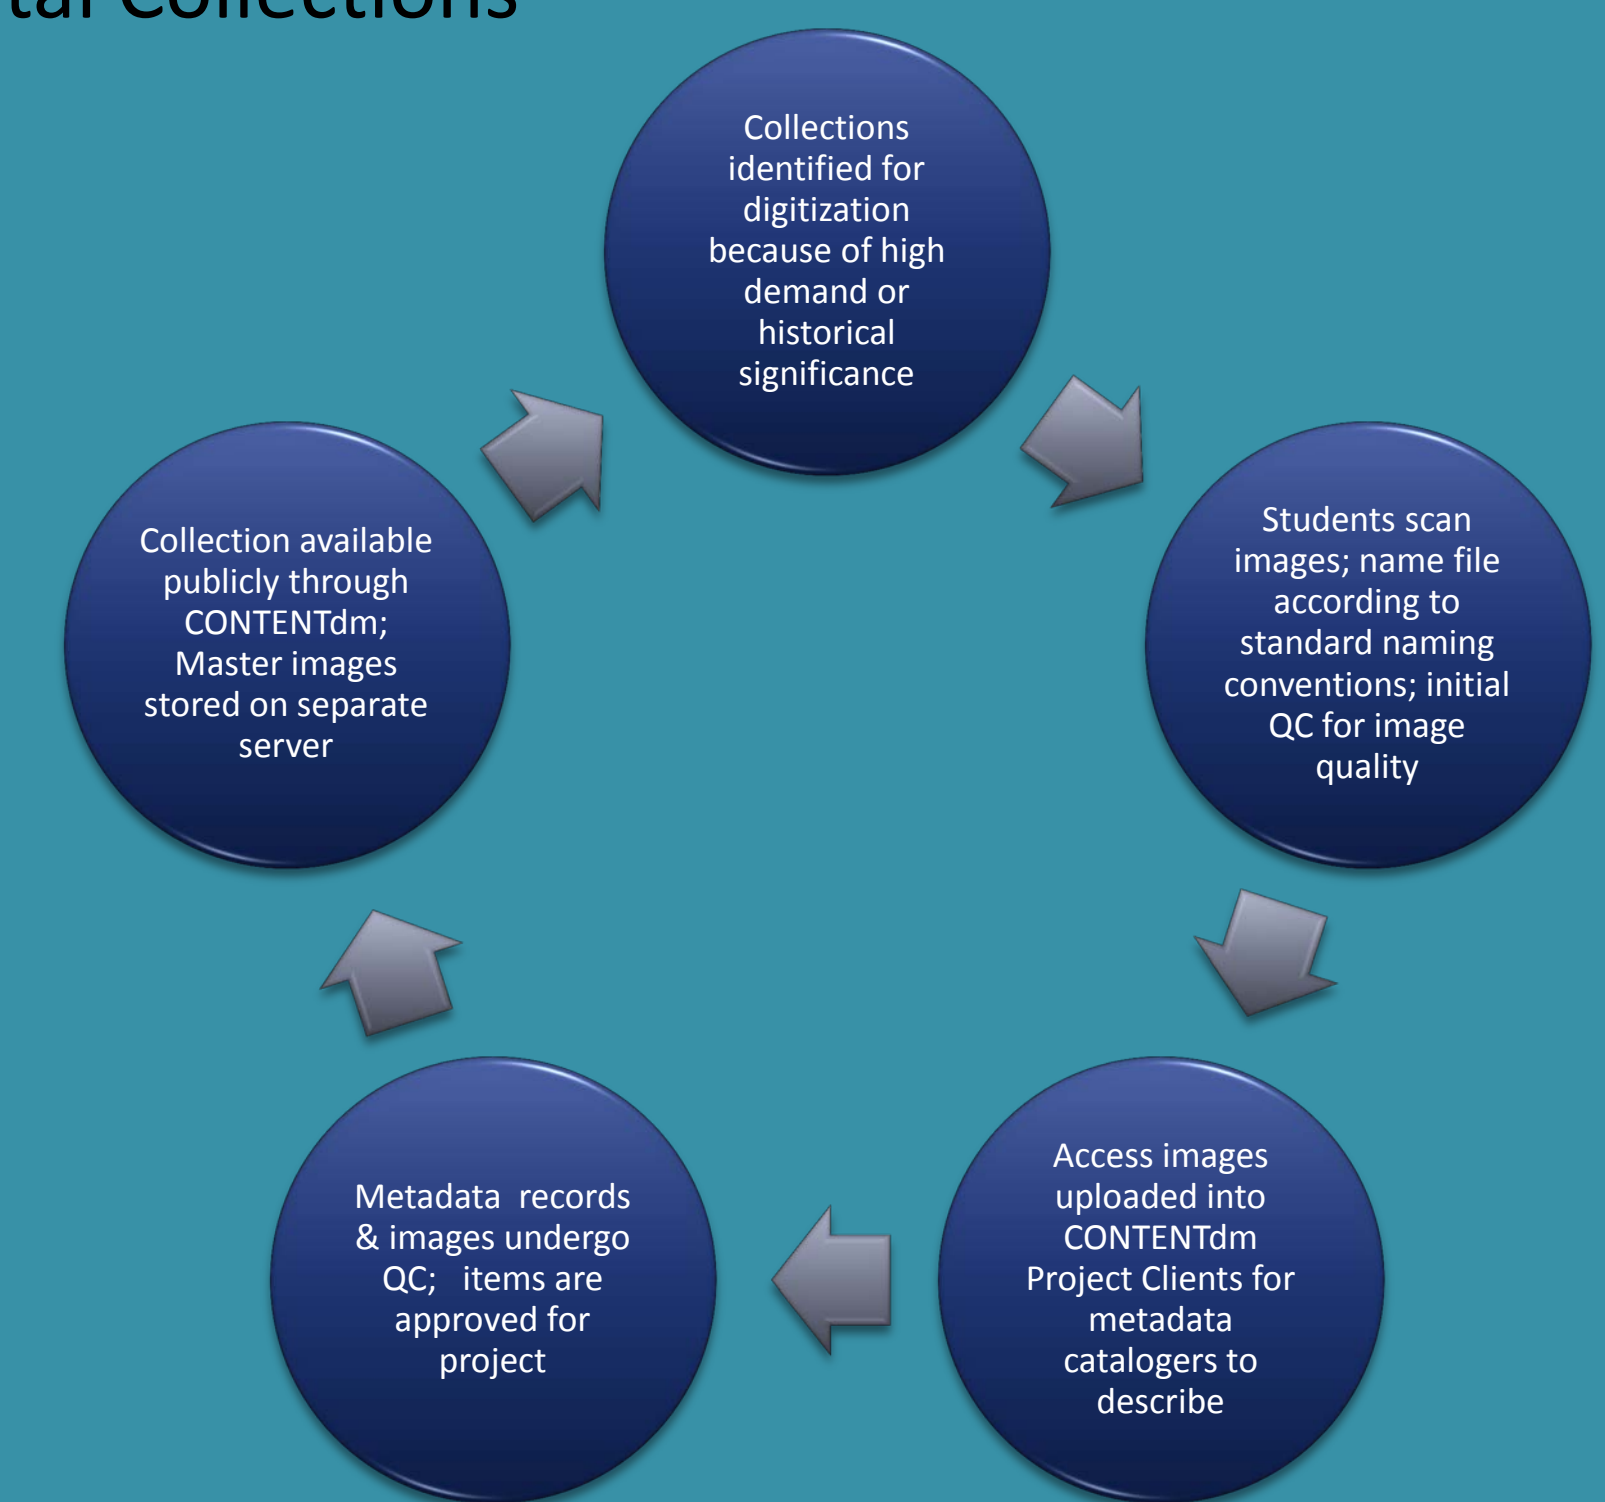 Collections
Collections
identified for
digitization
because of high
demand or
historical
significance
Students scan
images; name file
according to
standard naming
conventions; initial
QC for image
quality
Access images
uploaded into
CONTENTdm
Project Clients for
metadata
catalogers to
describe
Metadata records
& images undergo
QC; items are
approved for
project
Collection available
publicly through
CONTENTdm;
Master images
stored on separate
server